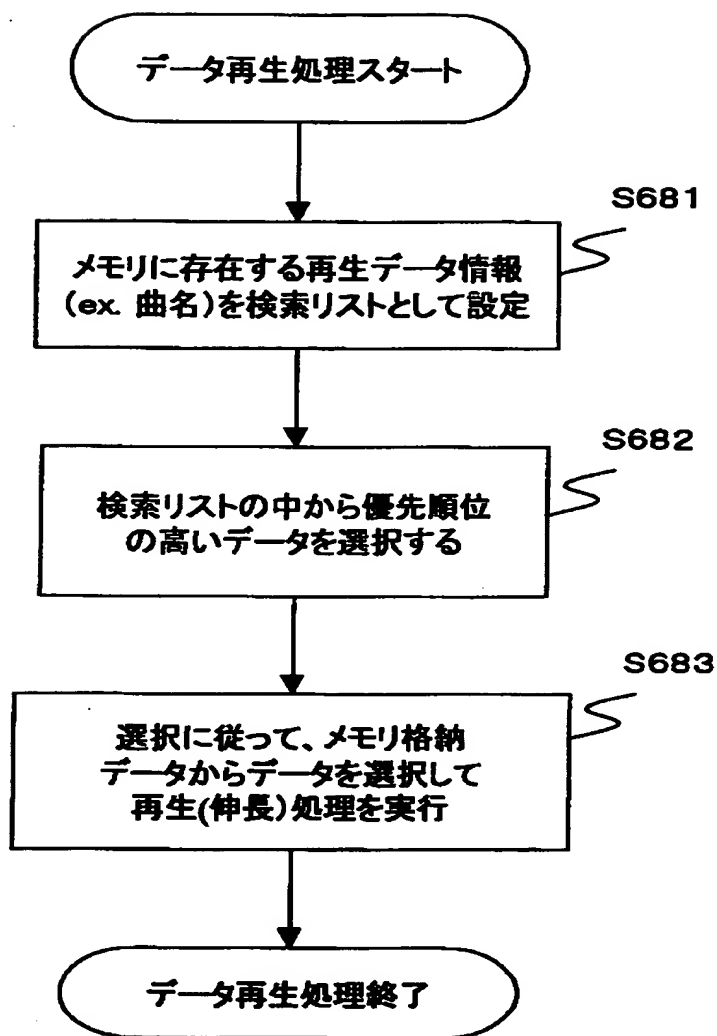 データ再生処理スタート
S681
メモリに存在する再生データ情報
(ex. 曲名)を検索リストとして設定
S682
検索リストの中から優先順位
の高いデータを選択する
S683
選択に従って、メモリ格納
データからデータを選択して
再生(伸長)処理を実行
データ再生処理終了